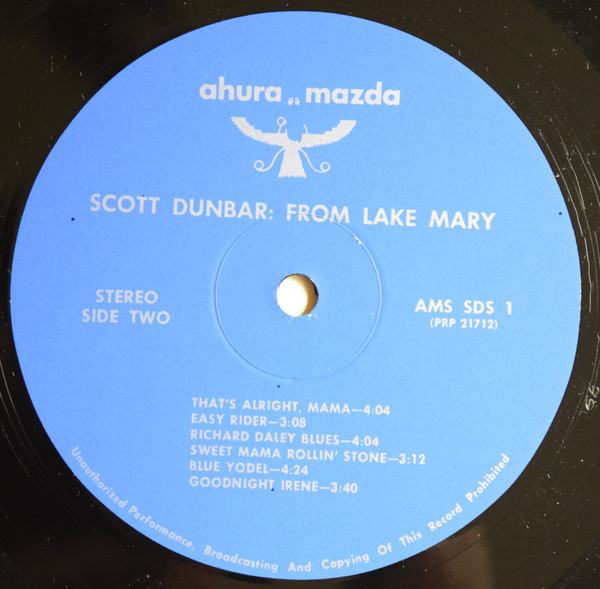 ahura mazda
SCOTT DUNBAR: FROM LAKE MARY
STEREO
SIDE TWO
AMS SDS 1
(PRP 21712)
THAT'S ALRIGHT, MAMA—4:04
EASY RIDER—3:08
RICHARD DALEY BLUES—4:04
SWEET MAMA ROLLIN' STONE—3:12
BLUE YODEL—4:24
GOODNIGHT IRENE—3:40
Unauthorized Performance, Broadcasting And Copying Of This Record Prohibited